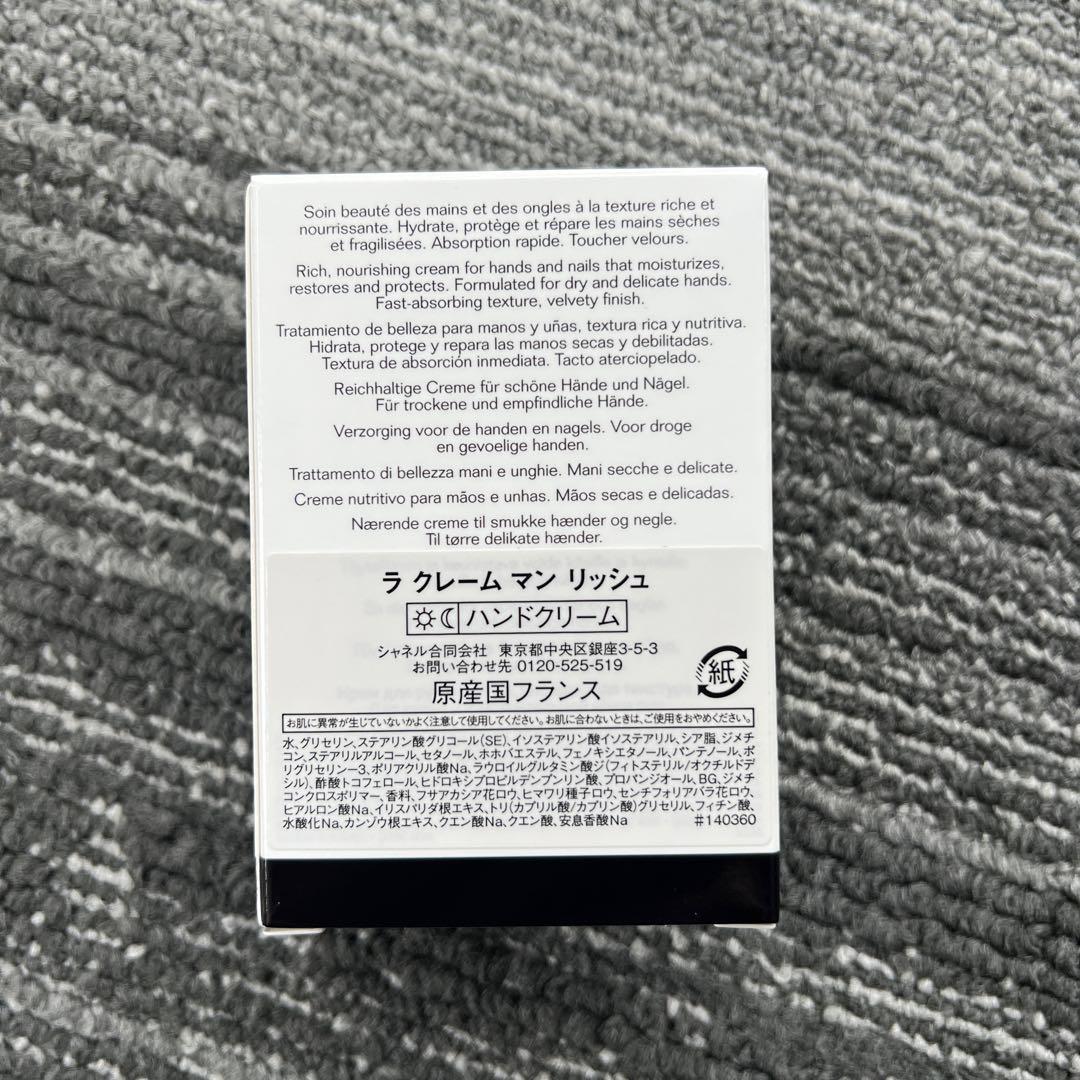 Soin beauté des mains et des ongles à la texture riche et
nourrissante. Hydrate, protège et répare les mains sèches
et fragilisées. Absorption rapide. Toucher velours.
Rich, nourishing cream for hands and nails that moisturizes,
restores and protects. Formulated for dry and delicate hands.
Fast-absorbing texture, velvety finish.
Tratamiento de belleza para manos y uñas, textura rica y nutritiva.
Hidrata, protege y repara las manos secas y debilitadas.
Textura de absorción inmediata. Tacto aterciopelado.
Reichhaltige Creme für schöne Hände und Nägel.
Für trockene und empfindliche Hände.
Verzorging voor de handen en nagels. Voor droge
en gevoelige handen.
Trattamento di bellezza mani e unghie. Mani secche e delicate.
Creme nutritivo para mãos e unhas. Mãos secas e delicadas.
Nærende creme til smukke hænder og negle.
Til tørre delikate hænder.
ラ クレーム マン リッシュ
ハンドクリーム
シャネル合同会社 東京都中央区銀座3-5-3
お問い合わせ先 0120-525-519
紙
原産国フランス
お肌に異常が生じていないかよく注意して使用してください。お肌に合わないときは、ご使用をおやめください。
水、グリセリン、ステアリン酸グリコール(SE)、イソステアリン酸イソステアリル、シア脂、ジメチ
コン、ステアリルアルコール、セタノール、ホホバエステル、フェノキシエタノール、パンテノール、ポ
リグリセリン-3、ポリアクリル酸Na、ラウロイルグルタミン酸ジ(フィトステリル/オクチルドデ
シル)、酢酸トコフェロール、ヒドロキシプロピルデンプンリン酸、プロパンジオール、BG、ジメチ
コンクロスポリマー、香料、フサアカシア花ロウ、ヒマワリ種子ロウ、センチフォリアバラ花ロウ、
ヒアルロン酸Na、イリスパリダ根エキス、トリ(カプリル酸/カプリン酸)グリセリル、フィチン酸、
水酸化Na、カンゾウ根エキス、クエン酸Na、クエン酸、安息香酸Na #140360